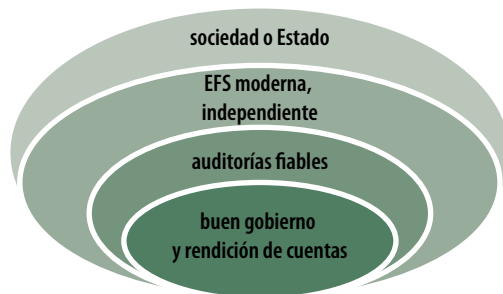 sociedad o Estado
EFS moderna,
independiente
auditorías fiables
buen gobierno
y rendición de cuentas